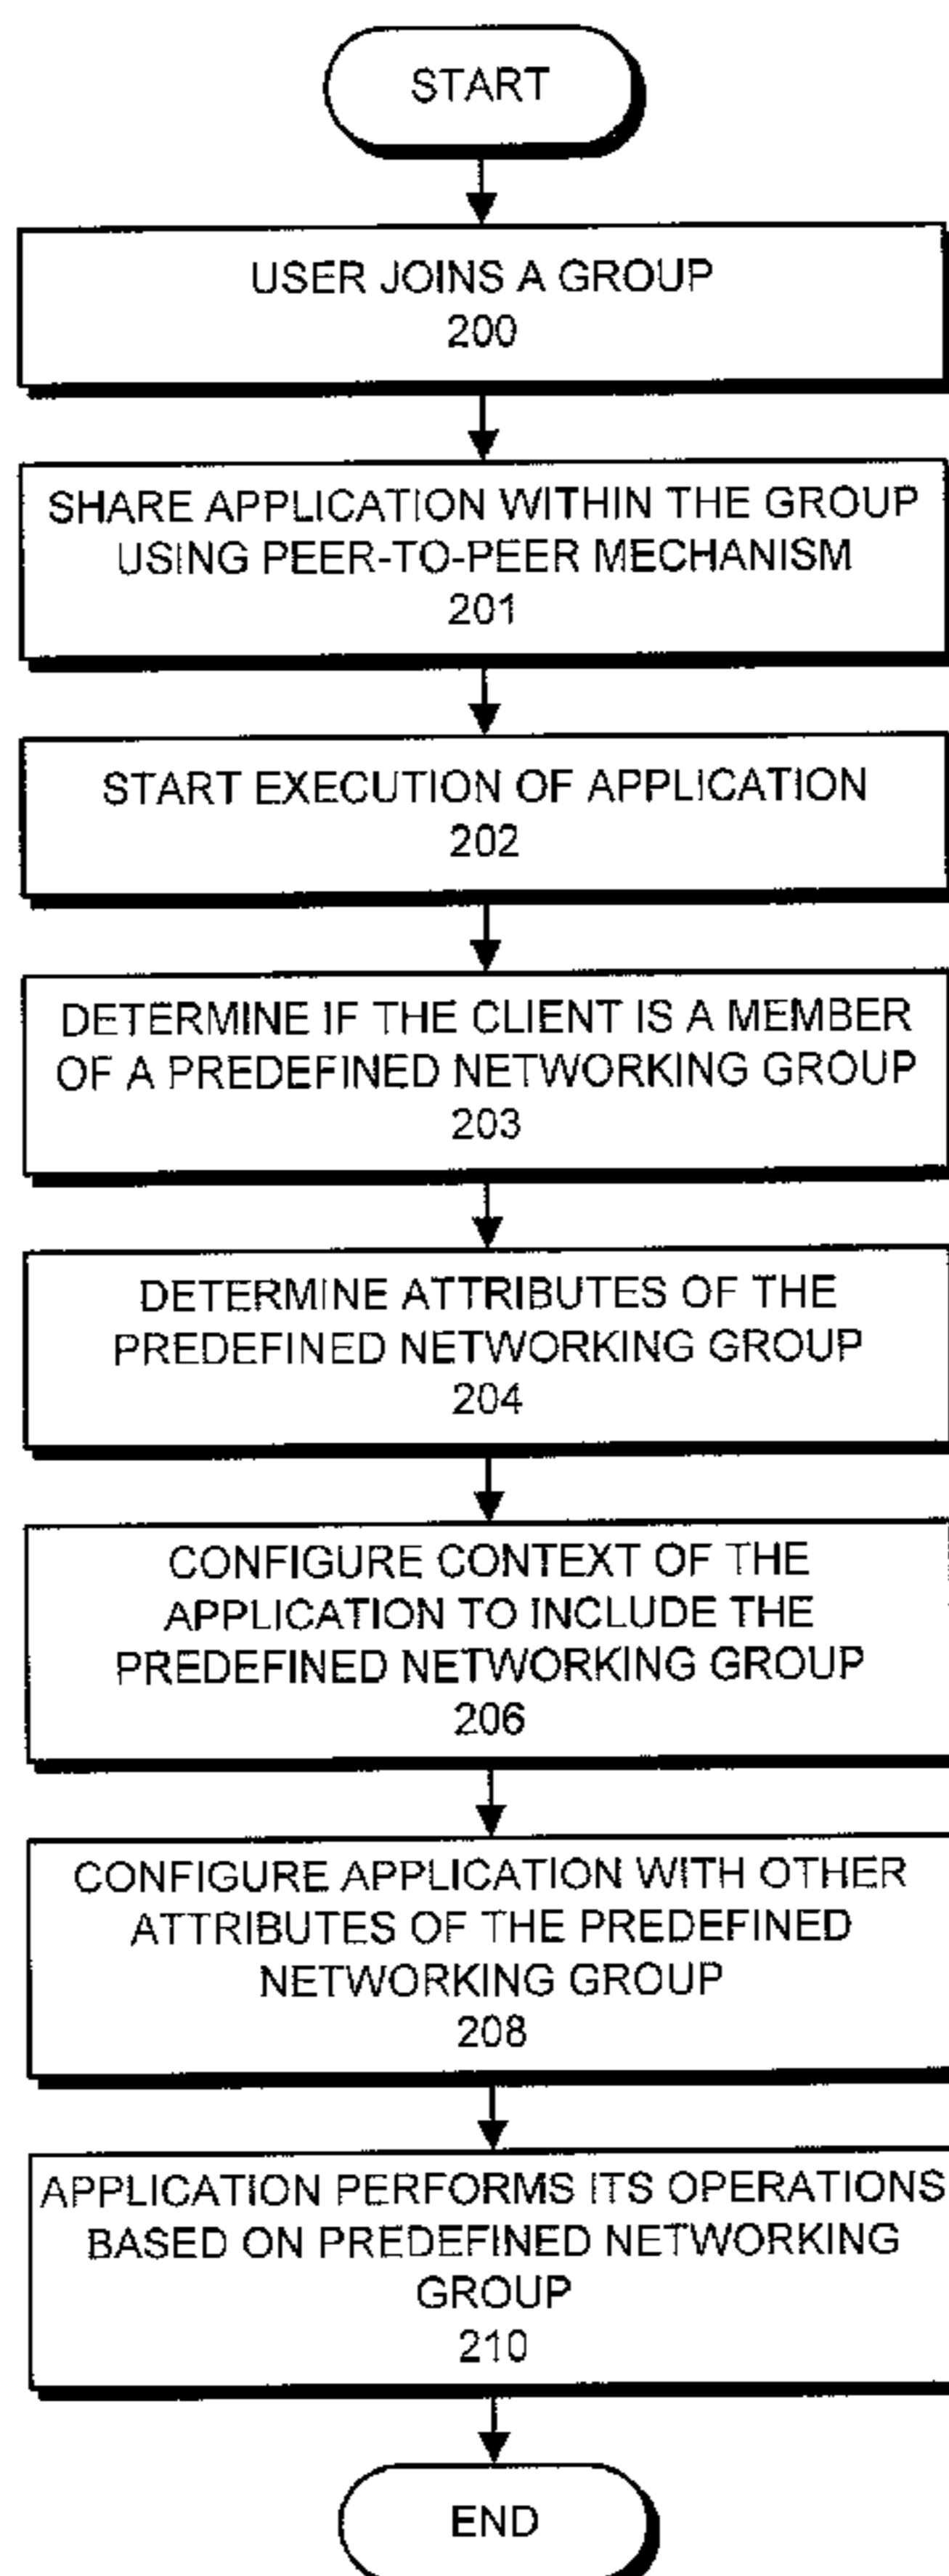 START
USER JOINS A GROUP
200
SHARE APPLICATION WITHIN THE GROUP
USING PEER-TO-PEER MECHANISM
201
START EXECUTION OF APPLICATION
202
DETERMINE IF THE CLIENT IS A MEMBER
OF A PREDEFINED NETWORKING GROUP
203
DETERMINE ATTRIBUTES OF THE
PREDEFINED NETWORKING GROUP
204
CONFIGURE CONTEXT OF THE
APPLICATION TO INCLUDE THE
PREDEFINED NETWORKING GROUP
206
CONFIGURE APPLICATION WITH OTHER
ATTRIBUTES OF THE PREDEFINED
NETWORKING GROUP
208
APPLICATION PERFORMS ITS OPERATIONS
BASED ON PREDEFINED NETWORKING
GROUP
210
END